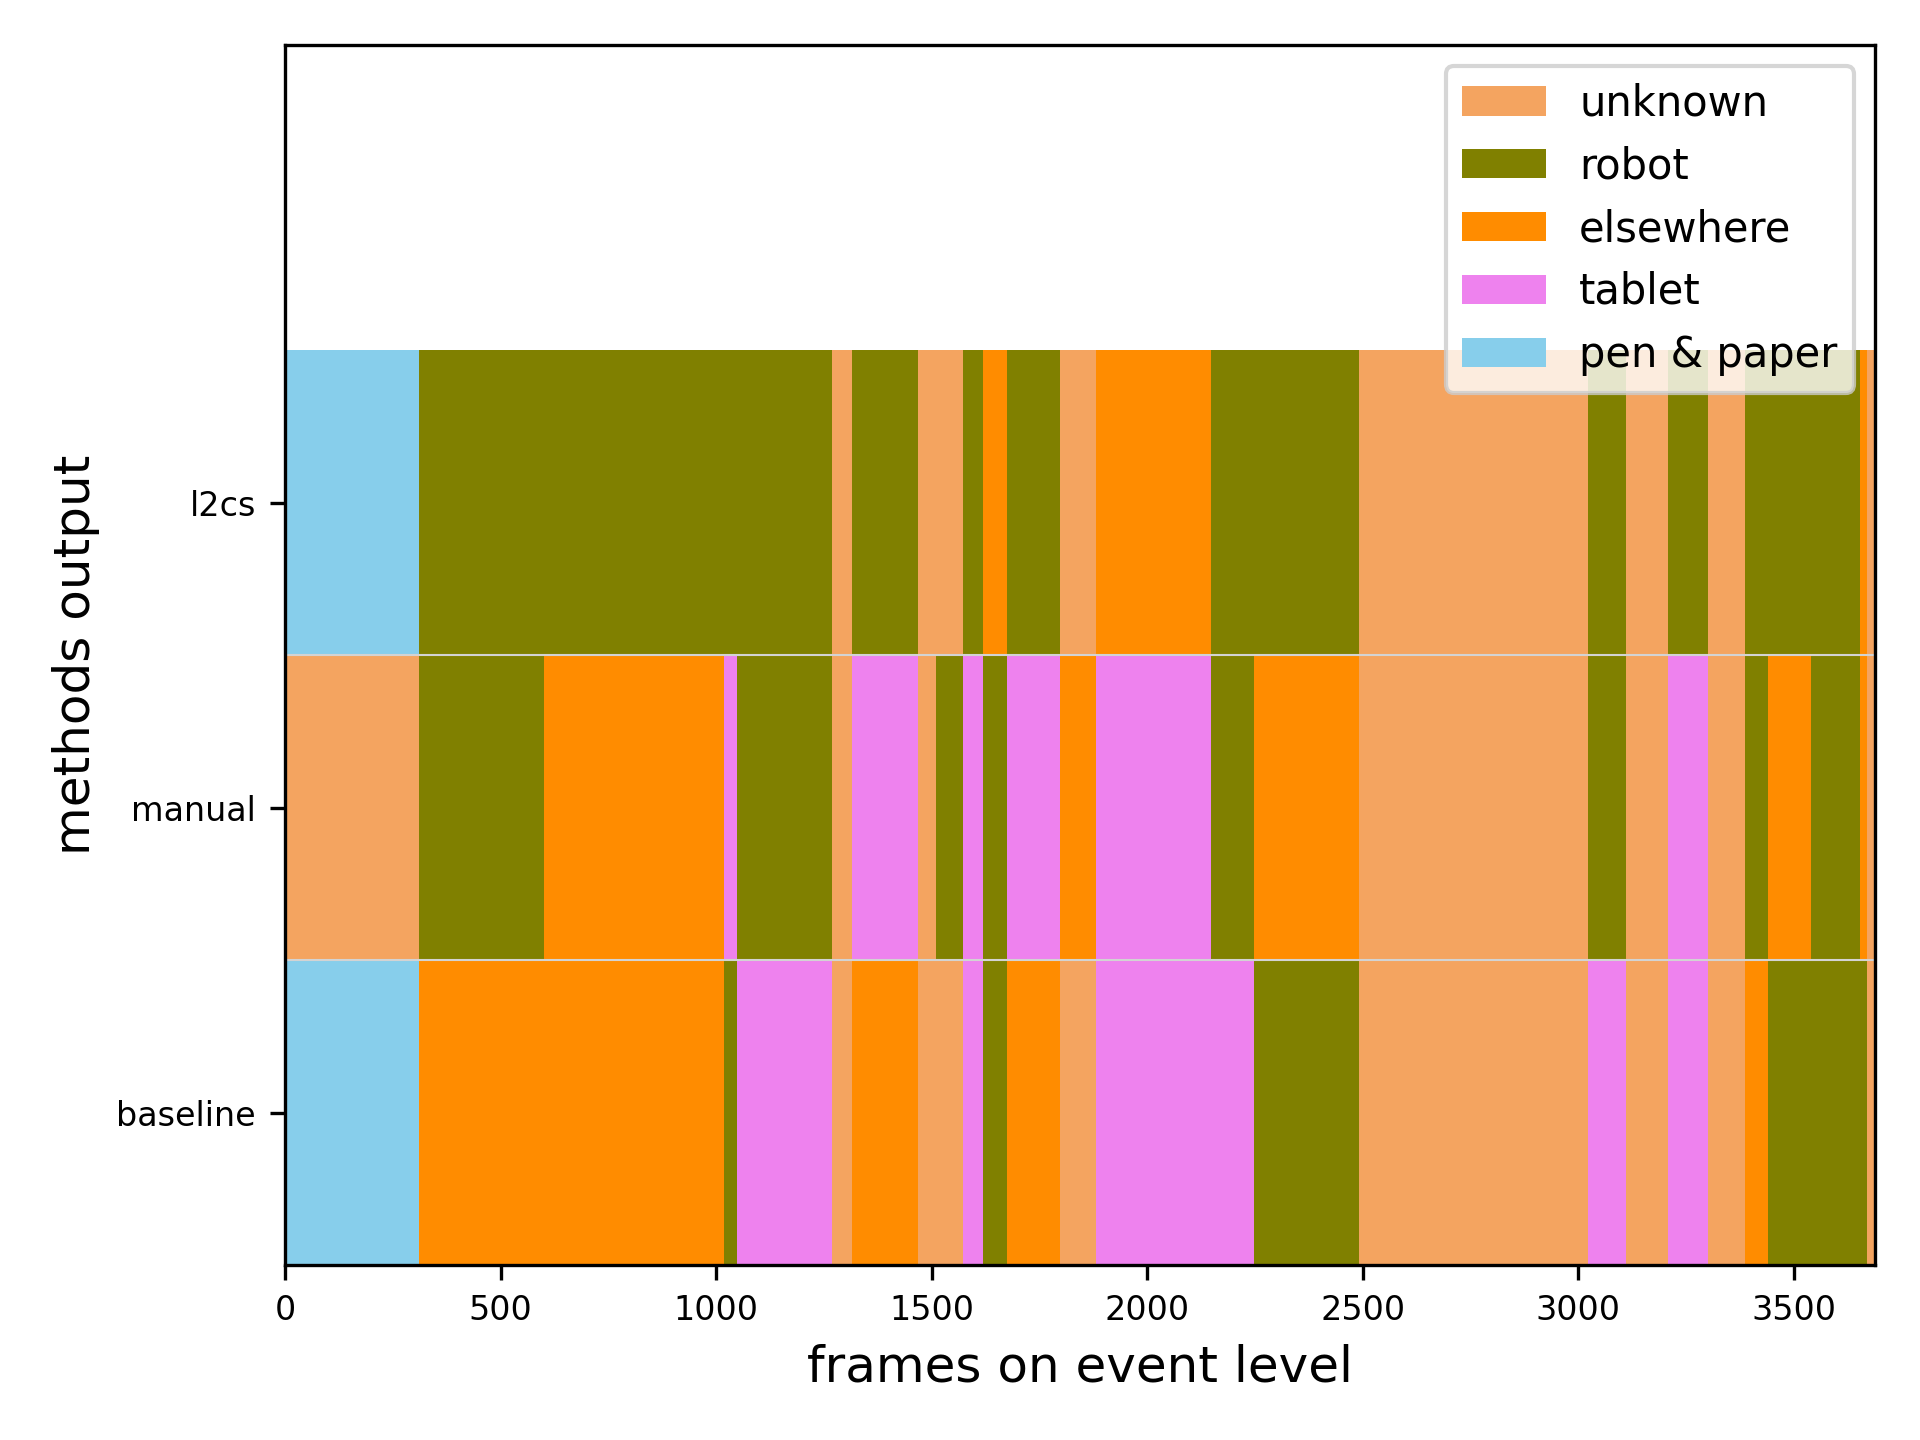 unknown
robot
elsewhere
tablet
pen & paper
methods output
l2cs
manual
baseline
0 500 1000 1500 2000 2500 3000 3500
frames on event level